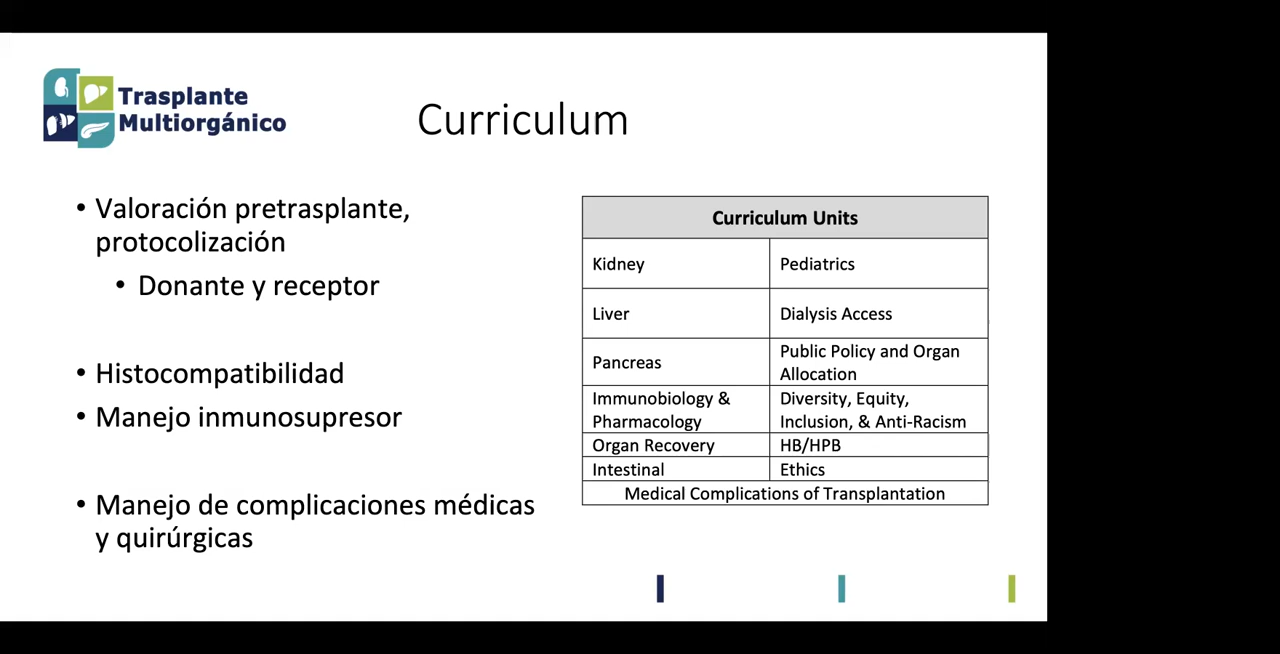 Trasplante
Multiorgánico
Curriculum
• Valoración pretrasplante,
protocolización
• Donante y receptor
• Histocompatibilidad
• Manejo inmunosupresor
• Manejo de complicaciones médicas
y quirúrgicas
Curriculum Units
Kidney
Pediatrics
Liver
Dialysis Access
Pancreas
Public Policy and Organ
Allocation
Immunobiology &
Pharmacology
Diversity, Equity,
Inclusion, & Anti-Racism
Organ Recovery
HB/HPB
Intestinal
Ethics
Medical Complications of Transplantation